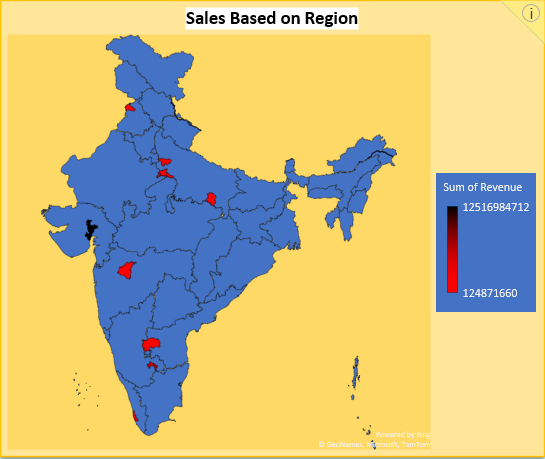 Sales Based on Region
i
Sum of Revenue
12516984712
124871660
Powered by Bing
© GeoNames, Microsoft, TomTom